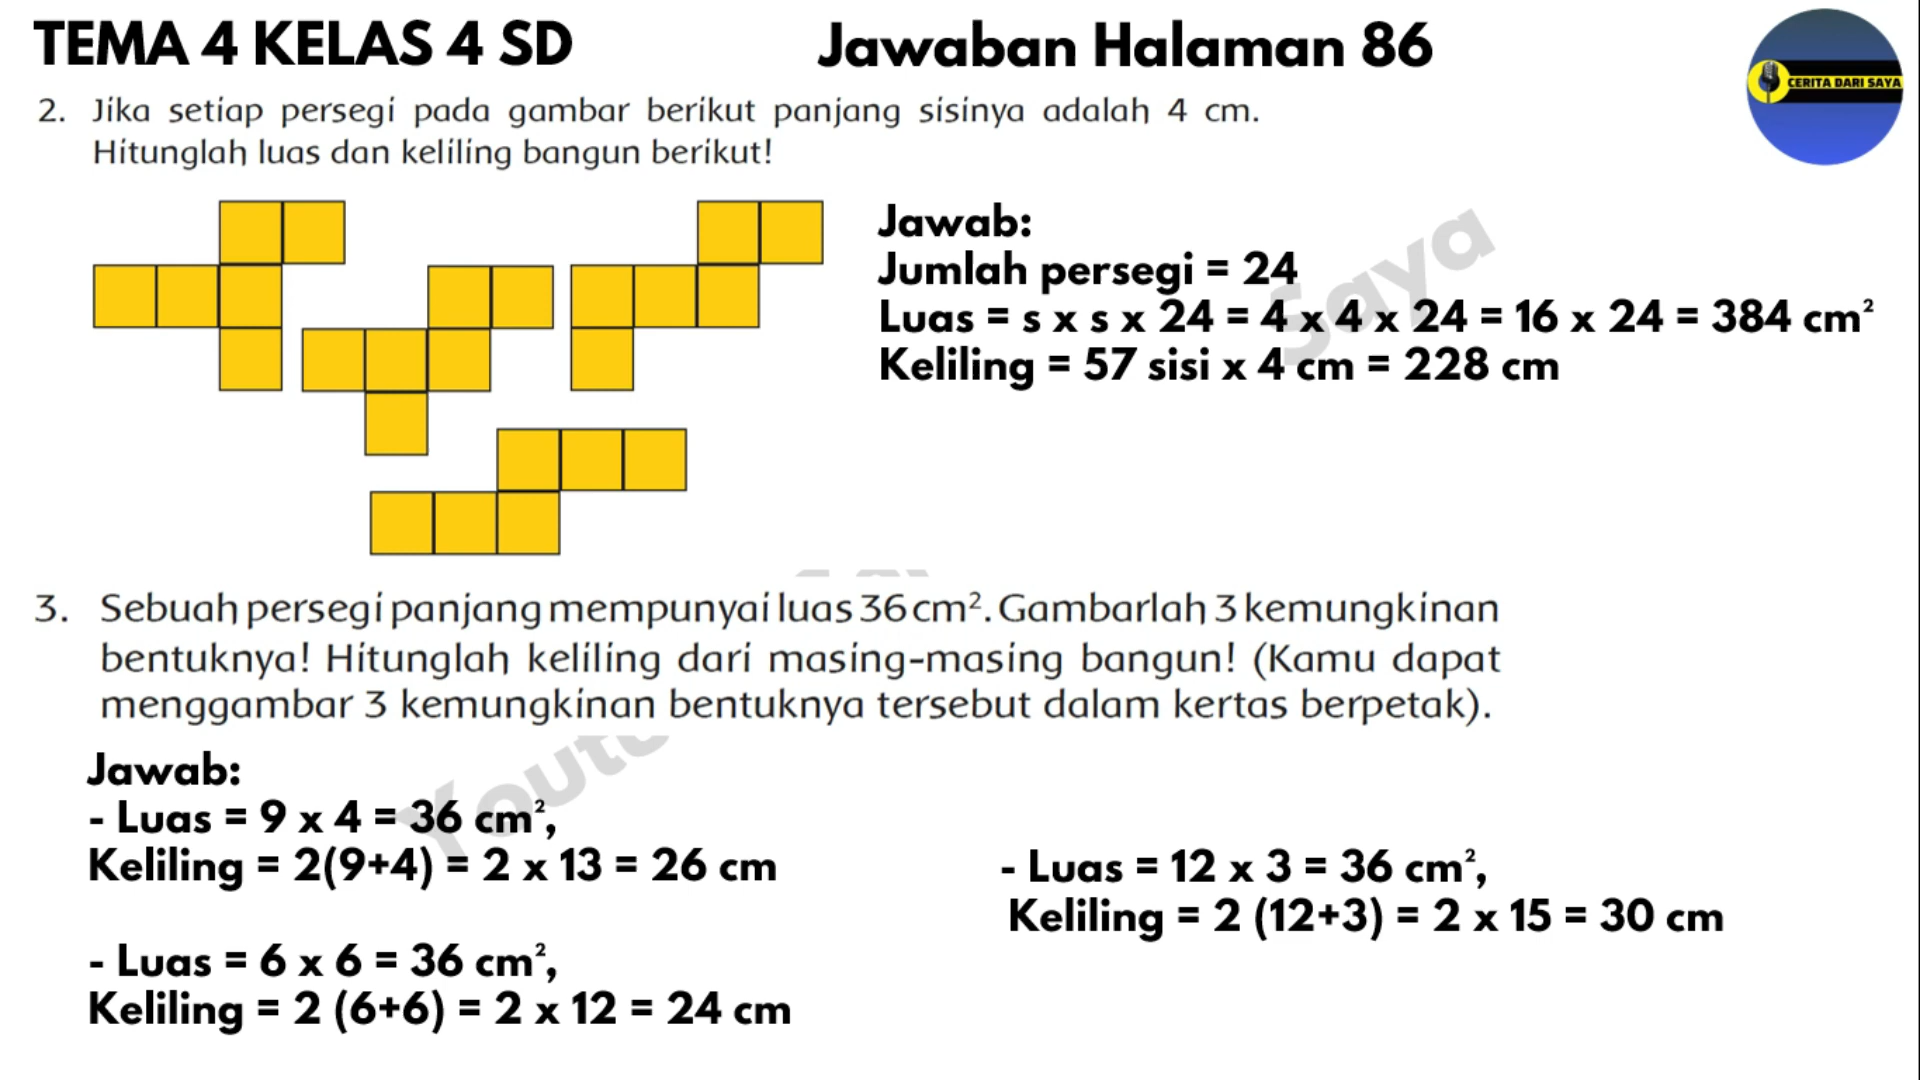 TEMA 4 KELAS 4 SD
Jawaban Halaman 86
CERITA DARI SAYA
2. Jika setiap persegi pada gambar berikut panjang sisinya adalah 4 cm.
Hitunglah luas dan keliling bangun berikut!
Jawab:
Jumlah persegi = 24
Luas = s x s x 24 = 4 x 4 x 24 = 16 x 24 = 384 cm²
Keliling = 57 sisi x 4 cm = 228 cm
Saya
3. Sebuah persegi panjang mempunyai luas 36 cm². Gambarlah 3 kemungkinan
bentuknya! Hitunglah keliling dari masing-masing bangun! (Kamu dapat
menggambar 3 kemungkinan bentuknya tersebut dalam kertas berpetak).
Jawab:
- Luas = 9 x 4 = 36 cm²,
Keliling = 2(9+4) = 2 x 13 = 26 cm
- Luas = 6 x 6 = 36 cm²,
Keliling = 2 (6+6) = 2 x 12 = 24 cm
- Luas = 12 x 3 = 36 cm²,
Keliling = 2 (12+3) = 2 x 15 = 30 cm